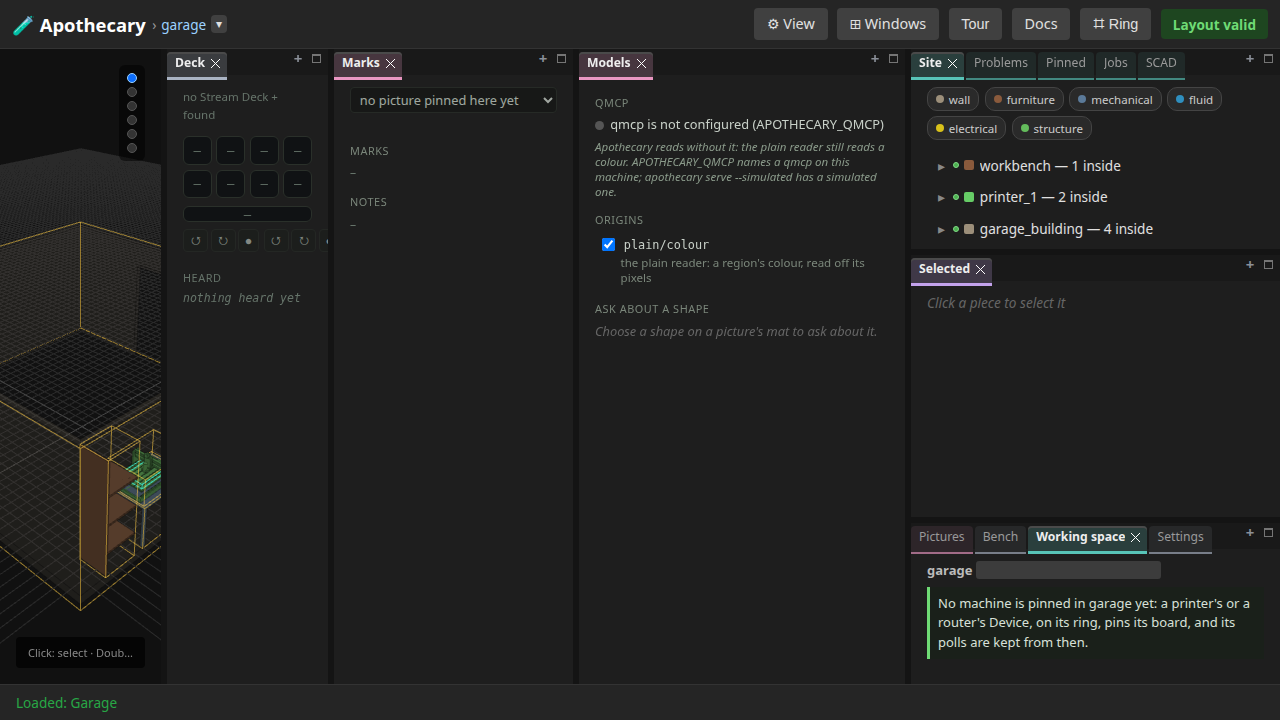 Apothecary › garage ▾
⚙ View
⊞ Windows
Tour
Docs
⌗ Ring
Layout valid
Click: select · Doub...
Deck
no Stream Deck +
found
–
–
–
–
–
–
–
–
–
↺ ↻ ● ↺ ↻
HEARD
nothing heard yet
Marks
no picture pinned here yet
MARKS
–
NOTES
–
Models
QMCP
qmcp is not configured (APOTHECARY_QMCP)
Apothecary reads without it: the plain reader still reads a
colour. APOTHECARY_QMCP names a qmcp on this
machine; apothecary serve --simulated has a simulated
one.
ORIGINS
plain/colour
the plain reader: a region's colour, read off its
pixels
ASK ABOUT A SHAPE
Choose a shape on a picture's mat to ask about it.
Site
Problems
Pinned
Jobs
SCAD
wall
furniture
mechanical
fluid
electrical
structure
▸ workbench — 1 inside
▸ printer_1 — 2 inside
▸ garage_building — 4 inside
Selected
Click a piece to select it
Pictures
Bench
Working space
Settings
garage
No machine is pinned in garage yet: a printer's or a
router's Device, on its ring, pins its board, and its
polls are kept from then.
Loaded: Garage